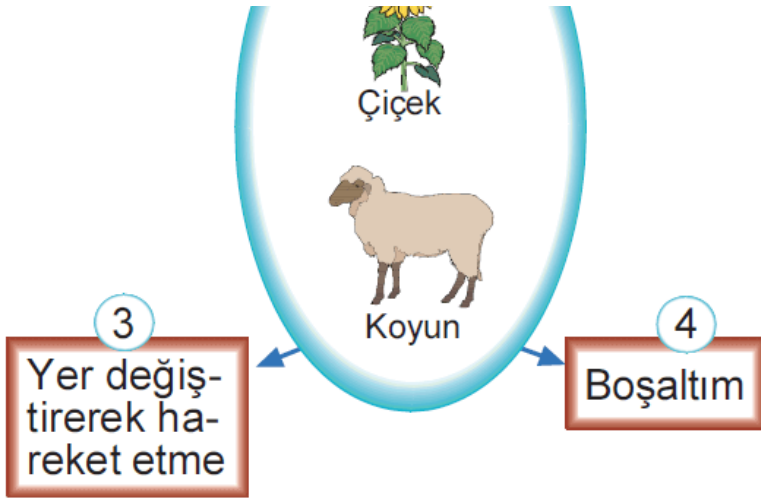 Çiçek
Koyun
3
Yer değiş-
tirerek ha-
reket etme
4
Boşaltım